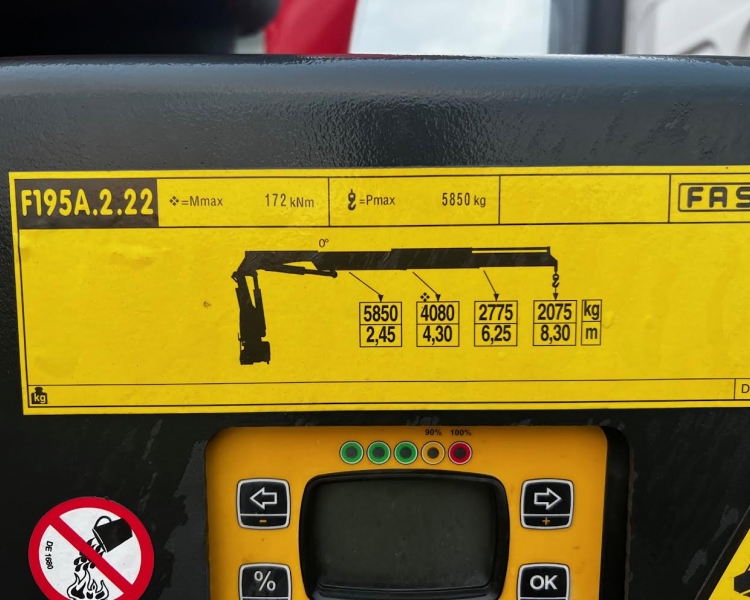 F195A.2.22 ❖=Mmax 172 kNm =Pmax 5850 kg FAS
0°
5850 4080 2775 2075 kg
2,45 4,30 6,25 8,30 m
kg D
90% 100%
- +
% OK
DE 1680